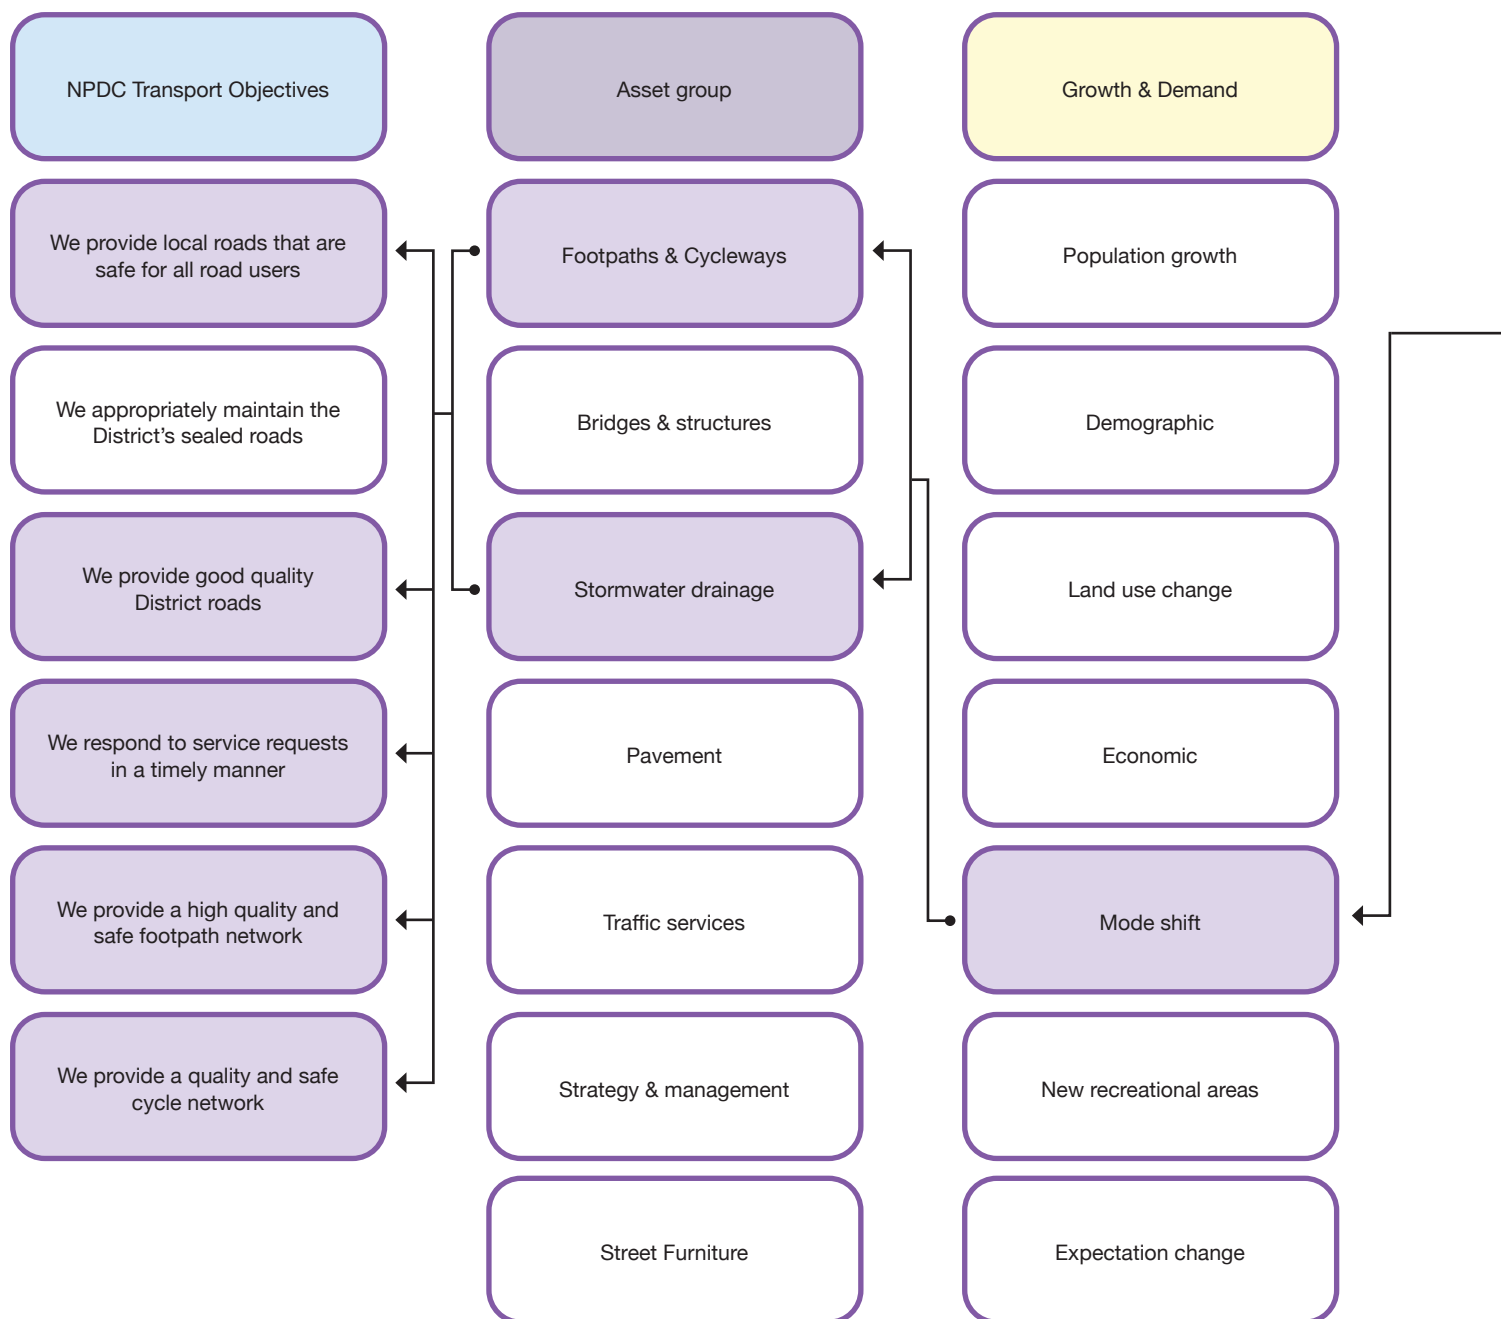 NPDC Transport Objectives
We provide local roads that are
safe for all road users
We appropriately maintain the
District’s sealed roads
We provide good quality
District roads
We respond to service requests
in a timely manner
We provide a high quality and
safe footpath network
We provide a quality and safe
cycle network
Asset group
Footpaths & Cycleways
Bridges & structures
Stormwater drainage
Pavement
Traffic services
Strategy & management
Street Furniture
Growth & Demand
Population growth
Demographic
Land use change
Economic
Mode shift
New recreational areas
Expectation change